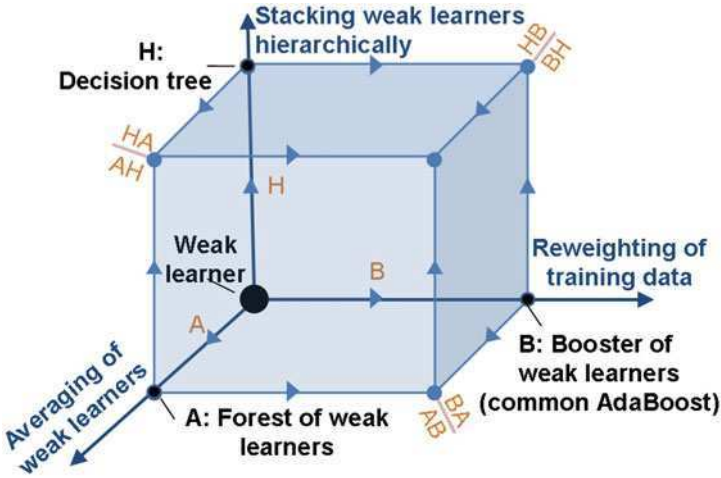 Stacking weak learners
hierarchically
H:
Decision tree
HB
BH
HA
AH
H
Weak
learner
B
Reweighting of
training data
A
Averaging of
weak learners
B: Booster of
weak learners
(common AdaBoost)
A: Forest of weak
learners
BA
AB